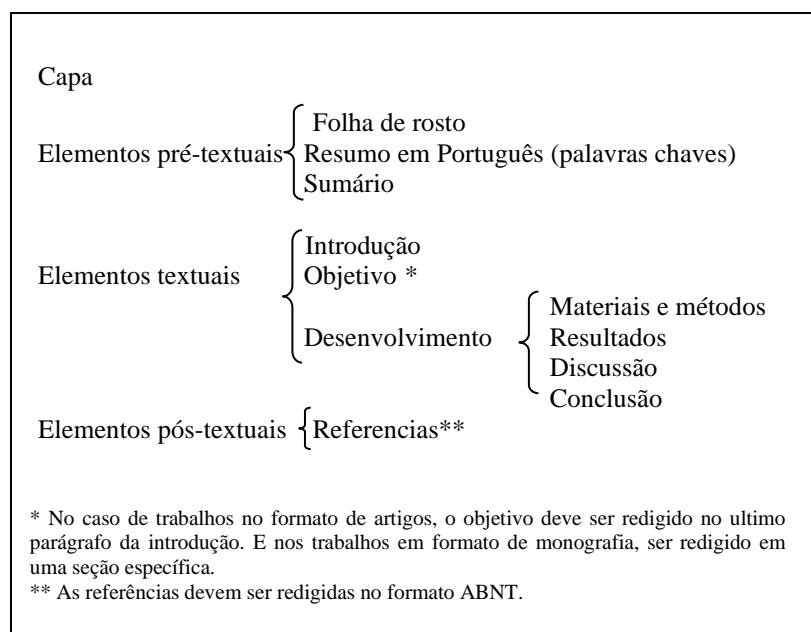 Capa
Folha de rosto
Elementos pré-textuais
Resumo em Português (palavras chaves)
Sumário
Introdução
Elementos textuais
Objetivo *
Materiais e métodos
Desenvolvimento
Resultados
Discussão
Conclusão
Elementos pós-textuais
Referencias**
* No caso de trabalhos no formato de artigos, o objetivo deve ser redigido no ultimo
parágrafo da introdução. E nos trabalhos em formato de monografia, ser redigido em
uma seção específica.
** As referências devem ser redigidas no formato ABNT.